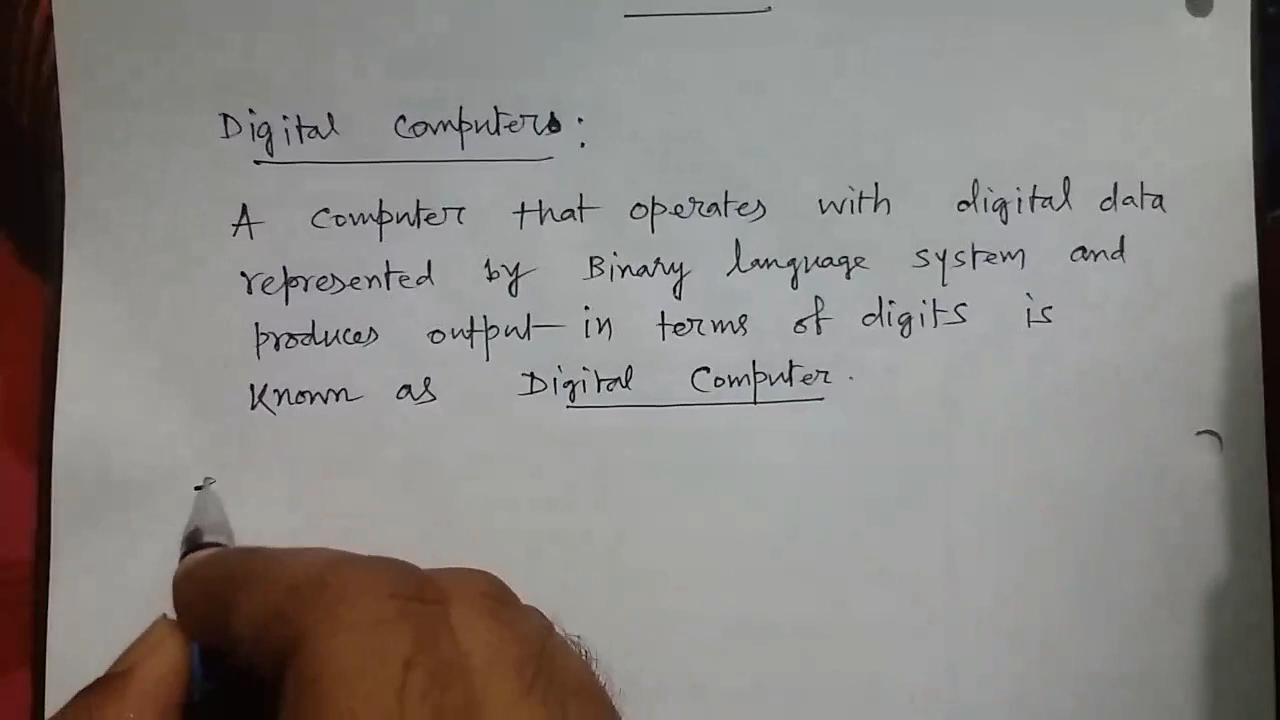 Digital Computers:
A Computer that operates with digital data
represented by Binary language system and
produces output in terms of digits is
Known as Digital Computer.